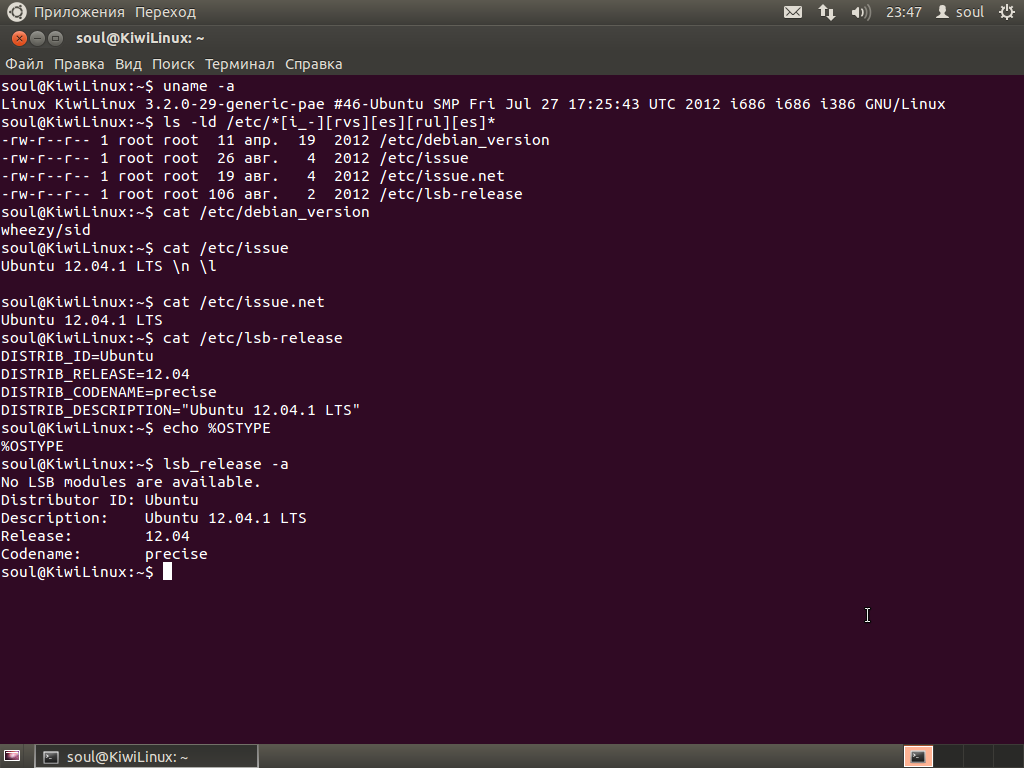 Приложения Переход 23:47 soul
soul@KiwiLinux: ~
Файл Правка Вид Поиск Терминал Справка
soul@KiwiLinux:~$ uname -a
Linux KiwiLinux 3.2.0-29-generic-pae #46-Ubuntu SMP Fri Jul 27 17:25:43 UTC 2012 i686 i686 i386 GNU/Linux
soul@KiwiLinux:~$ ls -ld /etc/*[i_-][rvs][es][rul][es]*
-rw-r--r-- 1 root root  11 апр.  19  2012 /etc/debian_version
-rw-r--r-- 1 root root  26 авг.   4  2012 /etc/issue
-rw-r--r-- 1 root root  19 авг.   4  2012 /etc/issue.net
-rw-r--r-- 1 root root 106 авг.   2  2012 /etc/lsb-release
soul@KiwiLinux:~$ cat /etc/debian_version
wheezy/sid
soul@KiwiLinux:~$ cat /etc/issue
Ubuntu 12.04.1 LTS \n \l
soul@KiwiLinux:~$ cat /etc/issue.net
Ubuntu 12.04.1 LTS
soul@KiwiLinux:~$ cat /etc/lsb-release
DISTRIB_ID=Ubuntu
DISTRIB_RELEASE=12.04
DISTRIB_CODENAME=precise
DISTRIB_DESCRIPTION="Ubuntu 12.04.1 LTS"
soul@KiwiLinux:~$ echo %OSTYPE
%OSTYPE
soul@KiwiLinux:~$ lsb_release -a
No LSB modules are available.
Distributor ID: Ubuntu
Description:    Ubuntu 12.04.1 LTS
Release:        12.04
Codename:       precise
soul@KiwiLinux:~$
soul@KiwiLinux: ~